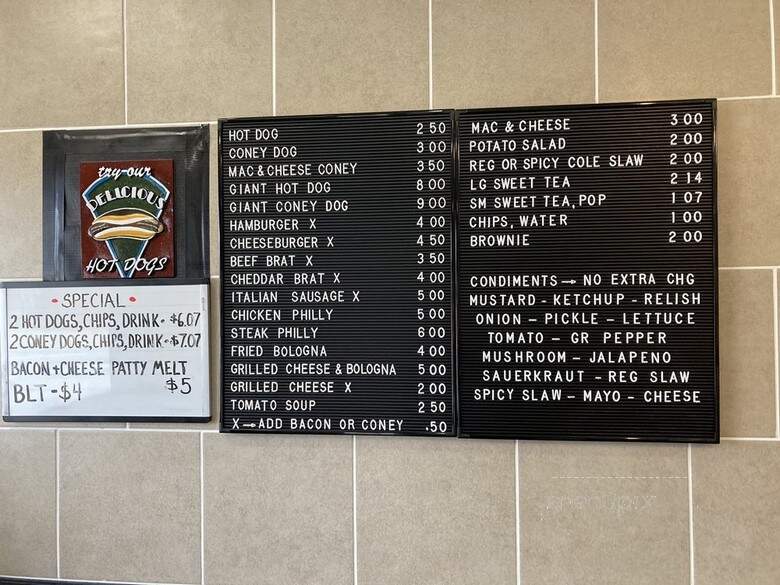 try our
DELICIOUS
HOT DOGS
• SPECIAL •
2 HOT DOGS, CHIPS, DRINK - $6.07
2 CONEY DOGS, CHIPS, DRINK - $7.07
BACON + CHEESE PATTY MELT
$5
BLT - $4
HOT DOG 2 50
CONEY DOG 3 00
MAC & CHEESE CONEY 3 50
GIANT HOT DOG 8 00
GIANT CONEY DOG 9 00
HAMBURGER X 4 00
CHEESEBURGER X 4 50
BEEF BRAT X 3 50
CHEDDAR BRAT X 4 00
ITALIAN SAUSAGE X 5 00
CHICKEN PHILLY 5 00
STEAK PHILLY 6 00
FRIED BOLOGNA 4 00
GRILLED CHEESE & BOLOGNA 5 00
GRILLED CHEESE X 2 00
TOMATO SOUP 2 50
X → ADD BACON OR CONEY .50
MAC & CHEESE 3 00
POTATO SALAD 2 00
REG OR SPICY COLE SLAW 2 00
LG SWEET TEA 2 14
SM SWEET TEA, POP 1 07
CHIPS, WATER 1 00
BROWNIE 2 00
CONDIMENTS → NO EXTRA CHG
MUSTARD - KETCHUP - RELISH
ONION - PICKLE - LETTUCE
TOMATO - GR PEPPER
MUSHROOM - JALAPENO
SAUERKRAUT - REG SLAW
SPICY SLAW - MAYO - CHEESE
menupix